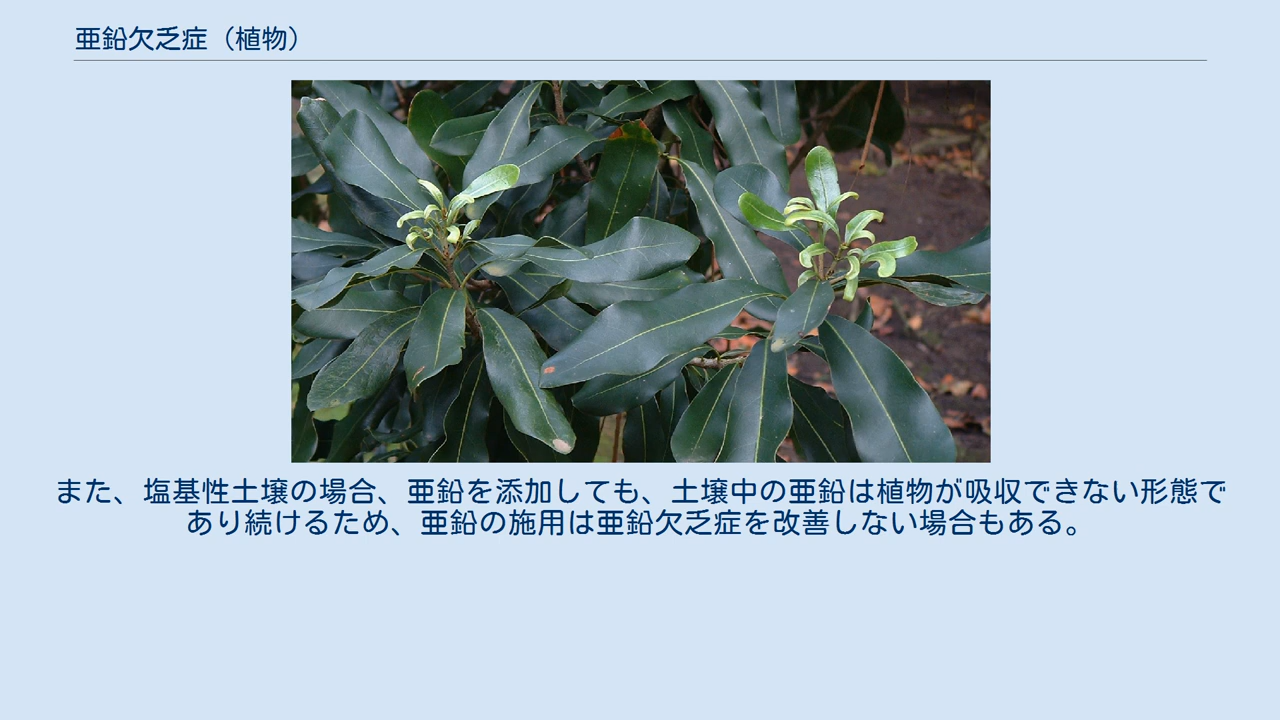 亜鉛欠乏症（植物）
また、塩基性土壌の場合、亜鉛を添加しても、土壌中の亜鉛は植物が吸収できない形態で
あり続けるため、亜鉛の施用は亜鉛欠乏症を改善しない場合もある。